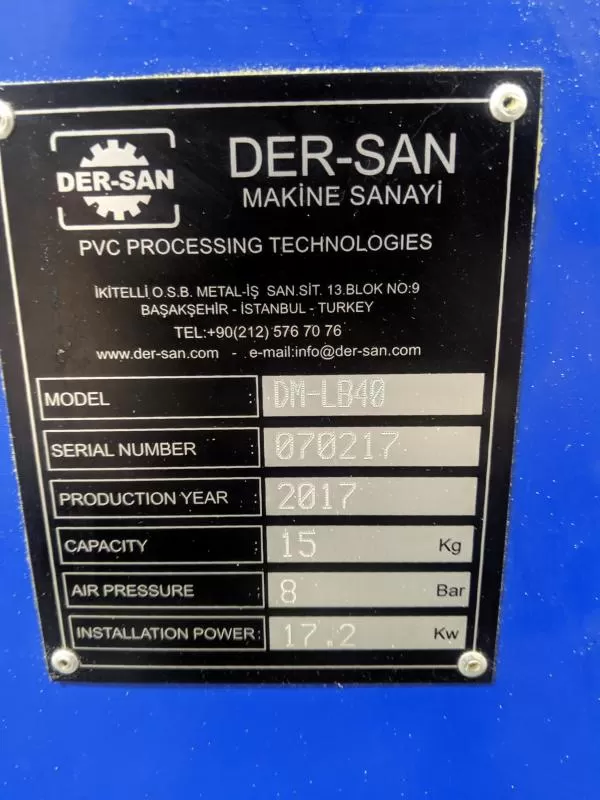 DER-SAN
DER-SAN
MAKİNE SANAYİ
PVC PROCESSING TECHNOLOGIES
İKİTELLİ O.S.B. METAL-İŞ SAN.SİT. 13.BLOK NO:9
BAŞAKŞEHİR - İSTANBUL - TURKEY
TEL:+90(212) 576 70 76
www.der-san.com - e-mail:info@der-san.com
MODEL DM-LB40
SERIAL NUMBER 070217
PRODUCTION YEAR 2017
CAPACITY 15 Kg
AIR PRESSURE 8 Bar
INSTALLATION POWER: 17.2 Kw